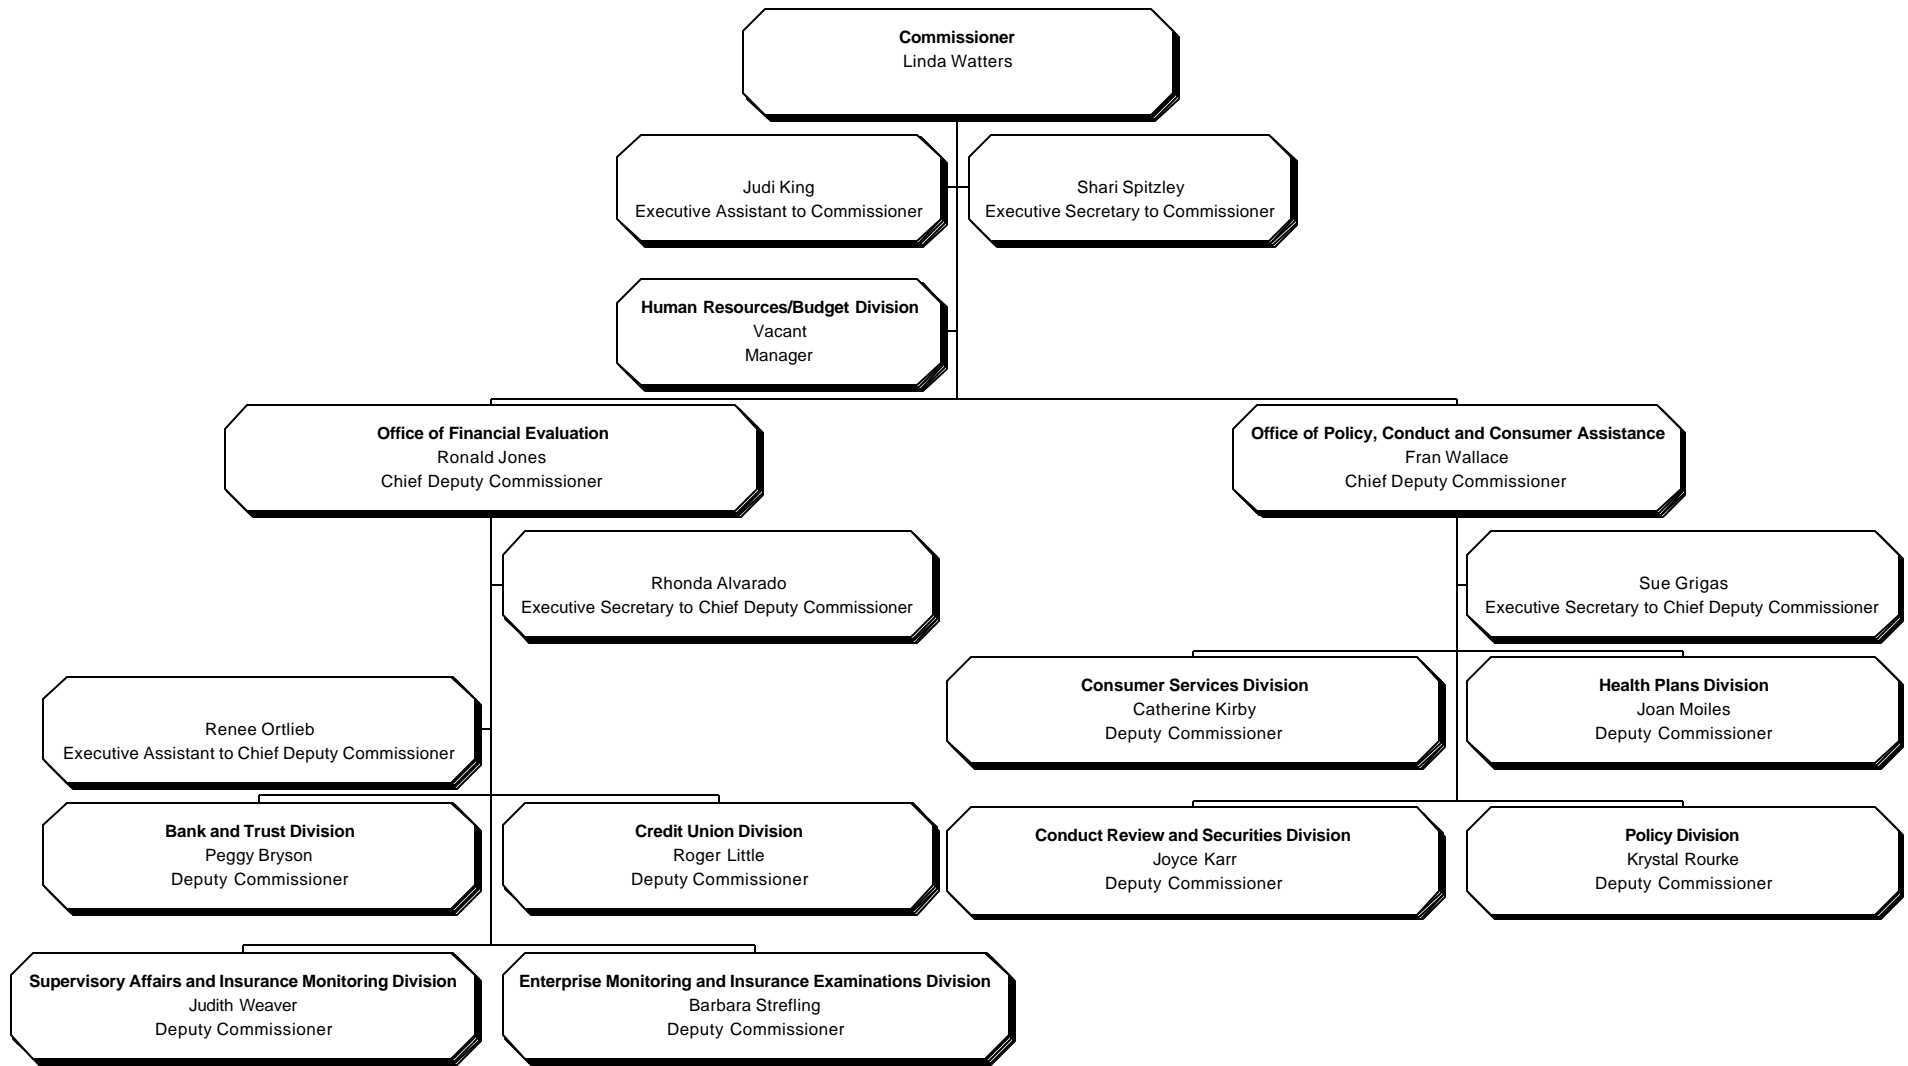 Commissioner
Linda Watters
Judi King
Executive Assistant to Commissioner
Shari Spitzley
Executive Secretary to Commissioner
Human Resources/Budget Division
Vacant
Manager
Office of Financial Evaluation
Ronald Jones
Chief Deputy Commissioner
Office of Policy, Conduct and Consumer Assistance
Fran Wallace
Chief Deputy Commissioner
Rhonda Alvarado
Executive Secretary to Chief Deputy Commissioner
Sue Grigas
Executive Secretary to Chief Deputy Commissioner
Renee Ortlieb
Executive Assistant to Chief Deputy Commissioner
Consumer Services Division
Catherine Kirby
Deputy Commissioner
Health Plans Division
Joan Moiles
Deputy Commissioner
Bank and Trust Division
Peggy Bryson
Deputy Commissioner
Credit Union Division
Roger Little
Deputy Commissioner
Conduct Review and Securities Division
Joyce Karr
Deputy Commissioner
Policy Division
Krystal Rourke
Deputy Commissioner
Supervisory Affairs and Insurance Monitoring Division
Judith Weaver
Deputy Commissioner
Enterprise Monitoring and Insurance Examinations Division
Barbara Strefling
Deputy Commissioner